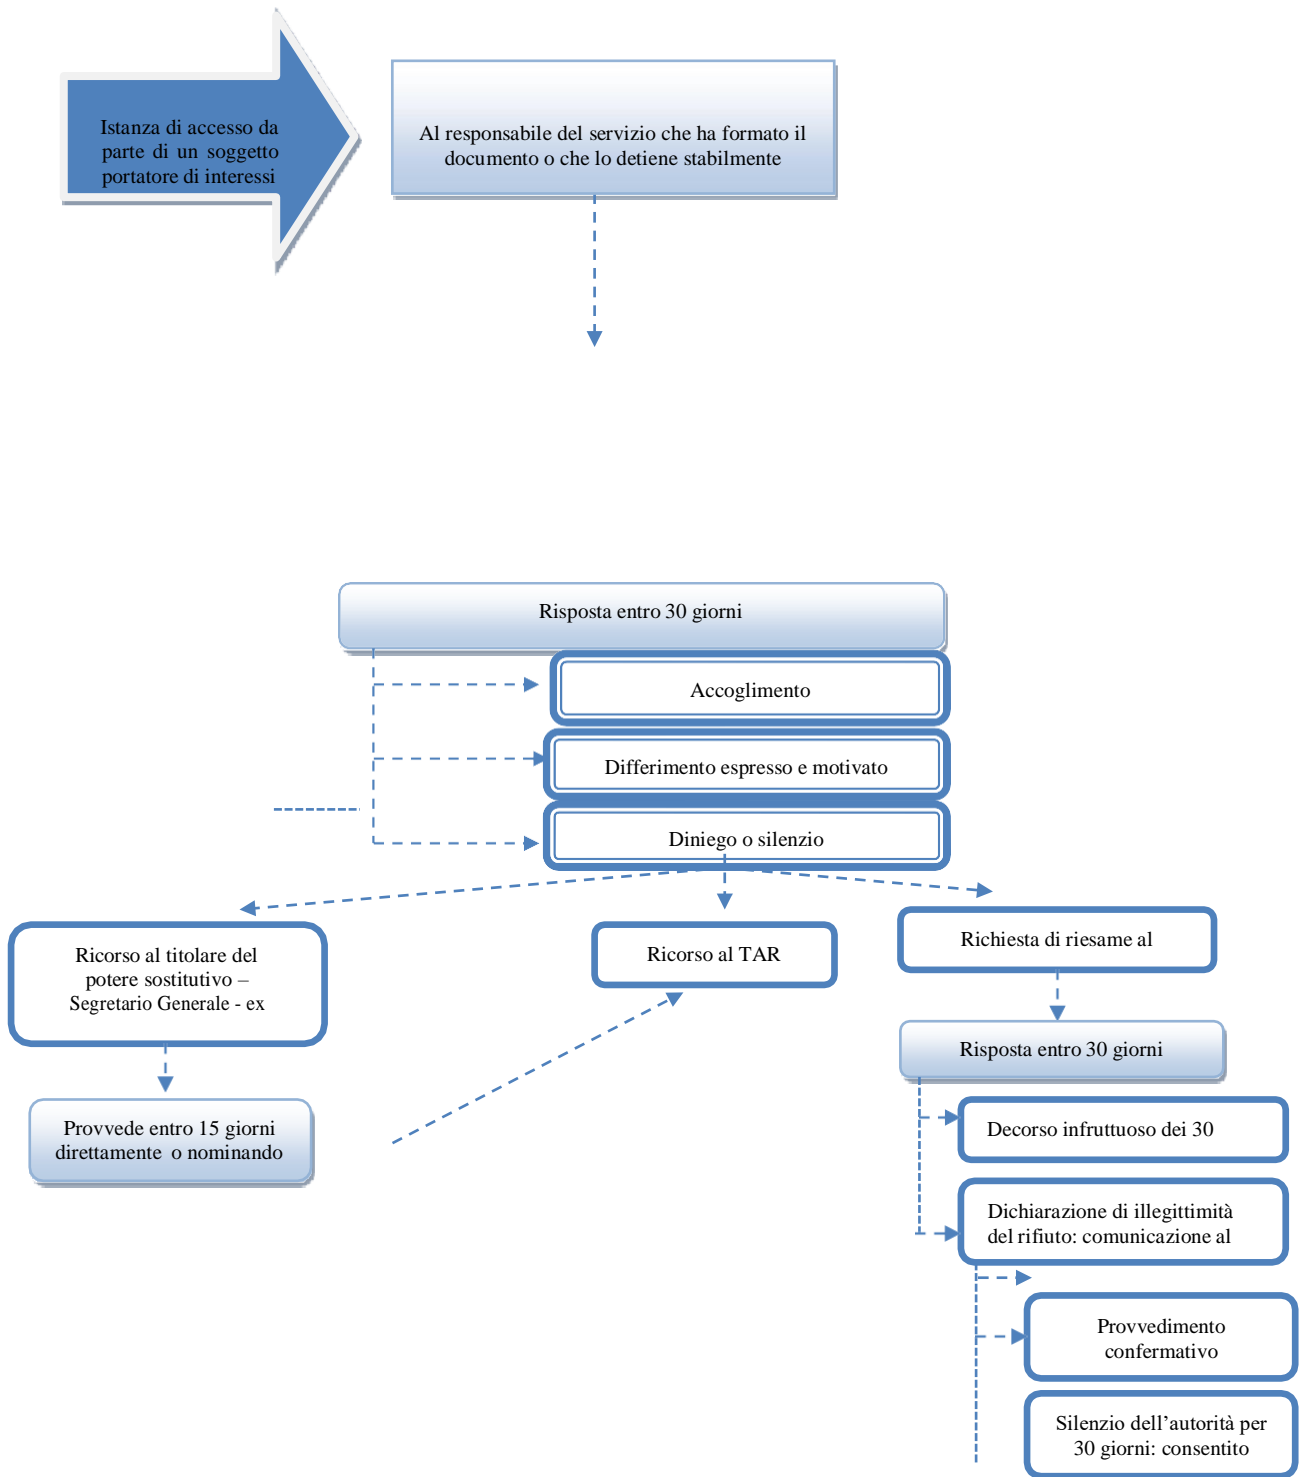 Istanza di accesso da
parte di un soggetto
portatore di interessi
Al responsabile del servizio che ha formato il
documento o che lo detiene stabilmente
Risposta entro 30 giorni
Accoglimento
Differimento espresso e motivato
Diniego o silenzio
Ricorso al titolare del
potere sostitutivo –
Segretario Generale - ex
Ricorso al TAR
Richiesta di riesame al
Risposta entro 30 giorni
Provvede entro 15 giorni
direttamente o nominando
Decorso infruttuoso dei 30
Dichiarazione di illegittimità
del rifiuto: comunicazione al
Provvedimento
confermativo
Silenzio dell’autorità per
30 giorni: consentito